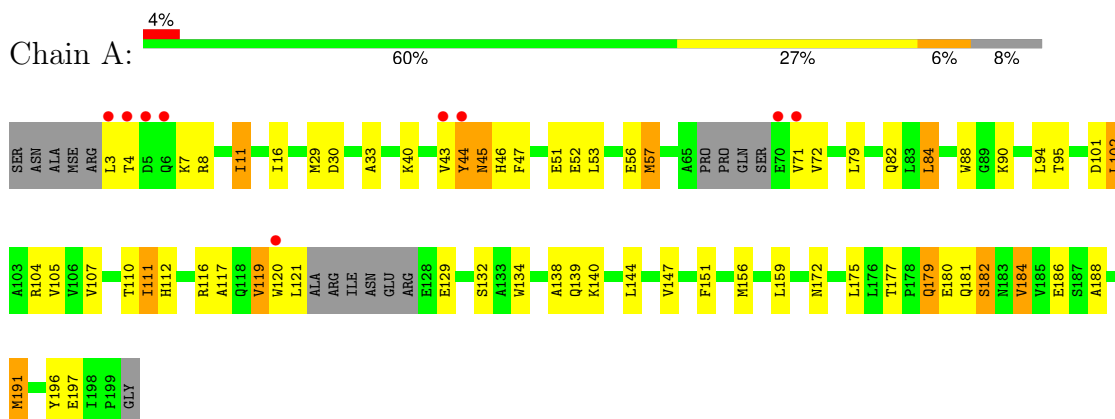 4%
Chain A:
60% 27% 6% 8%
SER ASN ALA MSE ARG L3 T4 D5 Q6 K7 R8 I11 I16 M29 D30 A33 K40 V43 Y44 N45 H46 F47 E51 E52 L53 E56 M57 A65 PRO PRO GLN SER E70 V71 V72 L79 Q82 L83 L84 W88 G89 K90 L94 T95 D101 L102
A103 R104 V105 V106 V107 T110 I111 H112 R116 A117 Q118 V119 W120 L121 ALA ARG ILE ASN GLU ARG E128 E129 S132 A133 W134 A138 Q139 K140 L144 V147 F151 M156 L159 N172 L175 L176 T177 P178 Q179 E180 Q181 S182 N183 V184 V185 E186 S187 A188
M191 Y196 E197 I198 P199 GLY